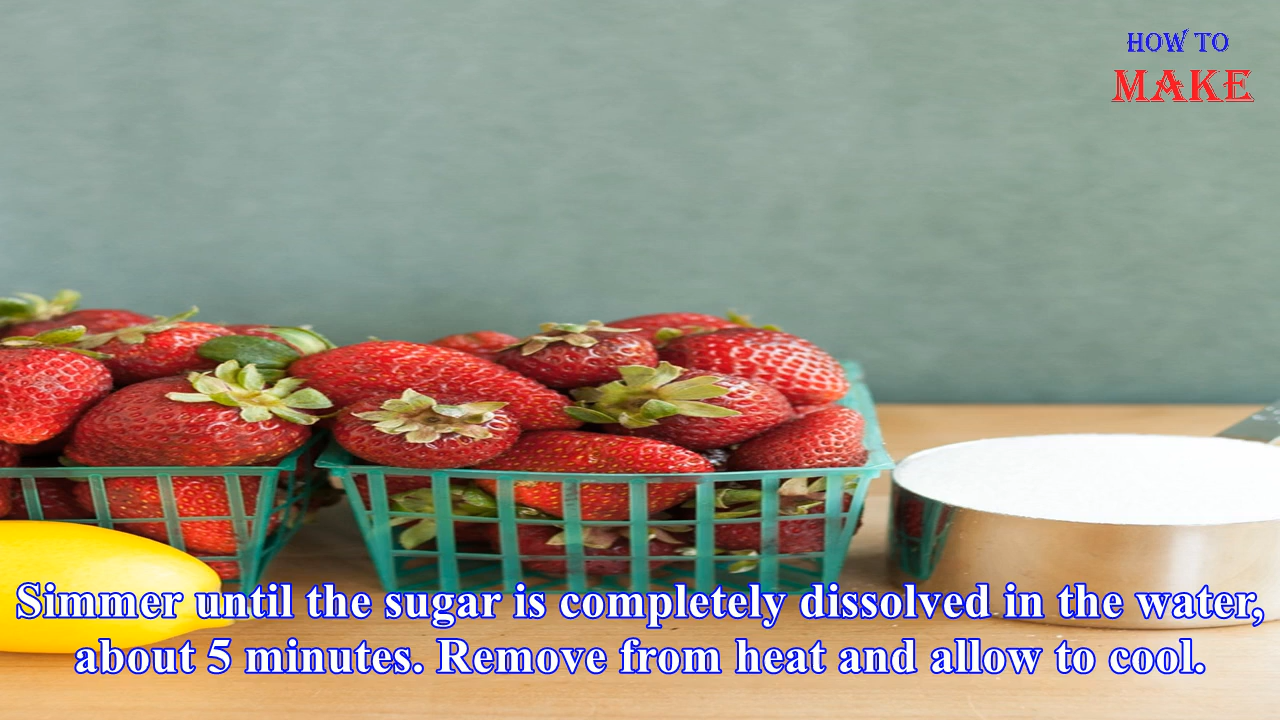 HOW TO
MAKE
Simmer until the sugar is completely dissolved in the water,
about 5 minutes. Remove from heat and allow to cool.